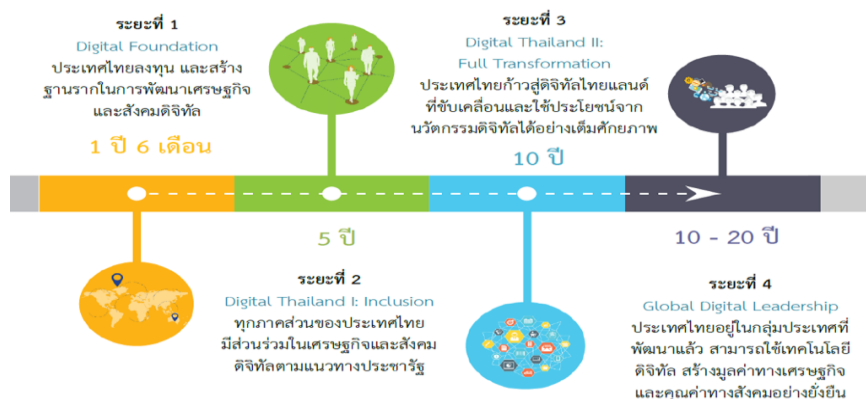 ระยะที่ 1
Digital Foundation
ประเทศไทยลงทุน และสร้าง
ฐานรากในการพัฒนาเศรษฐกิจ
และสังคมดิจิทัล
1 ปี 6 เดือน
5 ปี
ระยะที่ 2
Digital Thailand I: Inclusion
ทุกภาคส่วนของประเทศไทย
มีส่วนร่วมในเศรษฐกิจและสังคม
ดิจิทัลตามแนวทางประชารัฐ
ระยะที่ 3
Digital Thailand II:
Full Transformation
ประเทศไทยก้าวสู่ดิจิทัลไทยแลนด์
ที่ขับเคลื่อนและใช้ประโยชน์จาก
นวัตกรรมดิจิทัลได้อย่างเต็มศักยภาพ
10 ปี
10 - 20 ปี
ระยะที่ 4
Global Digital Leadership
ประเทศไทยอยู่ในกลุ่มประเทศที่
พัฒนาแล้ว สามารถใช้เทคโนโลยี
ดิจิทัล สร้างมูลค่าทางเศรษฐกิจ
และคุณค่าทางสังคมอย่างยั่งยืน